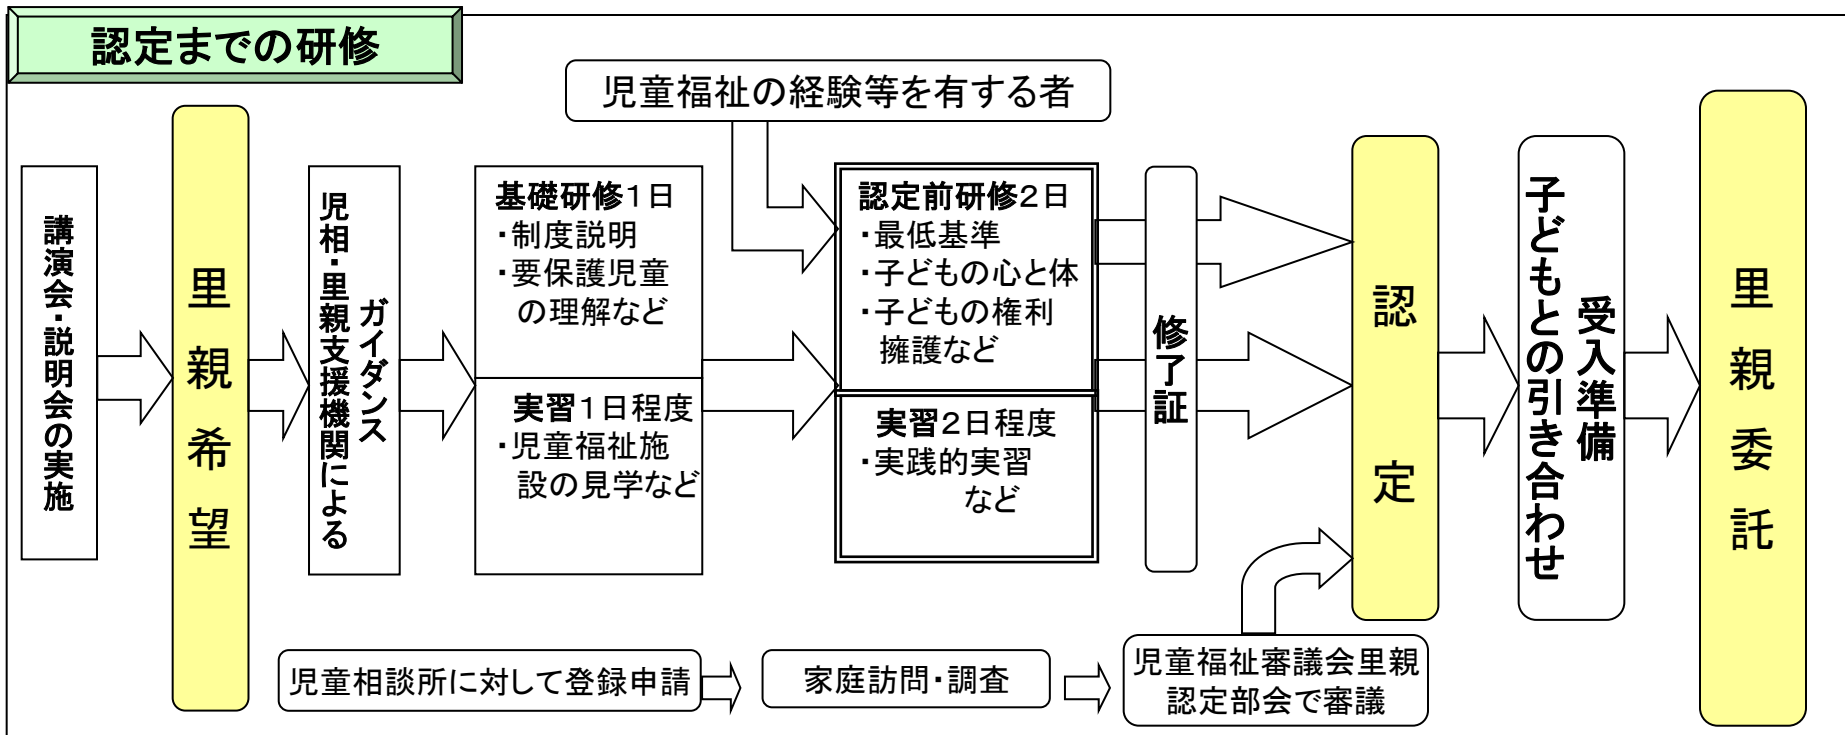 認定までの研修
児童福祉の経験等を有する者
講演会・説明会の実施
里親希望
児相・里親支援機関による
ガイダンス
基礎研修1日
・制度説明
・要保護児童
の理解など
実習1日程度
・児童福祉施
設の見学など
認定前研修2日
・最低基準
・子どもの心と体
・子どもの権利
擁護など
実習2日程度
・実践的実習
など
修了証
認定
受入準備
子どもとの引き合わせ
里親委託
児童相談所に対して登録申請
家庭訪問・調査
児童福祉審議会里親
認定部会で審議